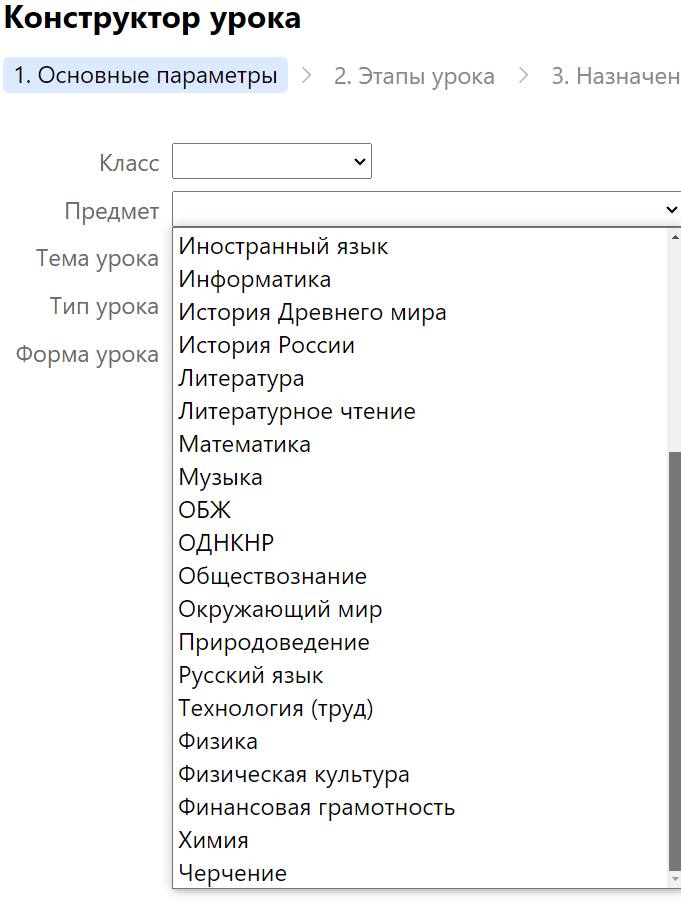 Конструктор урока
1. Основные параметры > 2. Этапы урока > 3. Назначен
Класс
Предмет
Тема урока
Тип урока
Форма урока
Иностранный язык
Информатика
История Древнего мира
История России
Литература
Литературное чтение
Математика
Музыка
ОБЖ
ОДНКНР
Обществознание
Окружающий мир
Природоведение
Русский язык
Технология (труд)
Физика
Физическая культура
Финансовая грамотность
Химия
Черчение